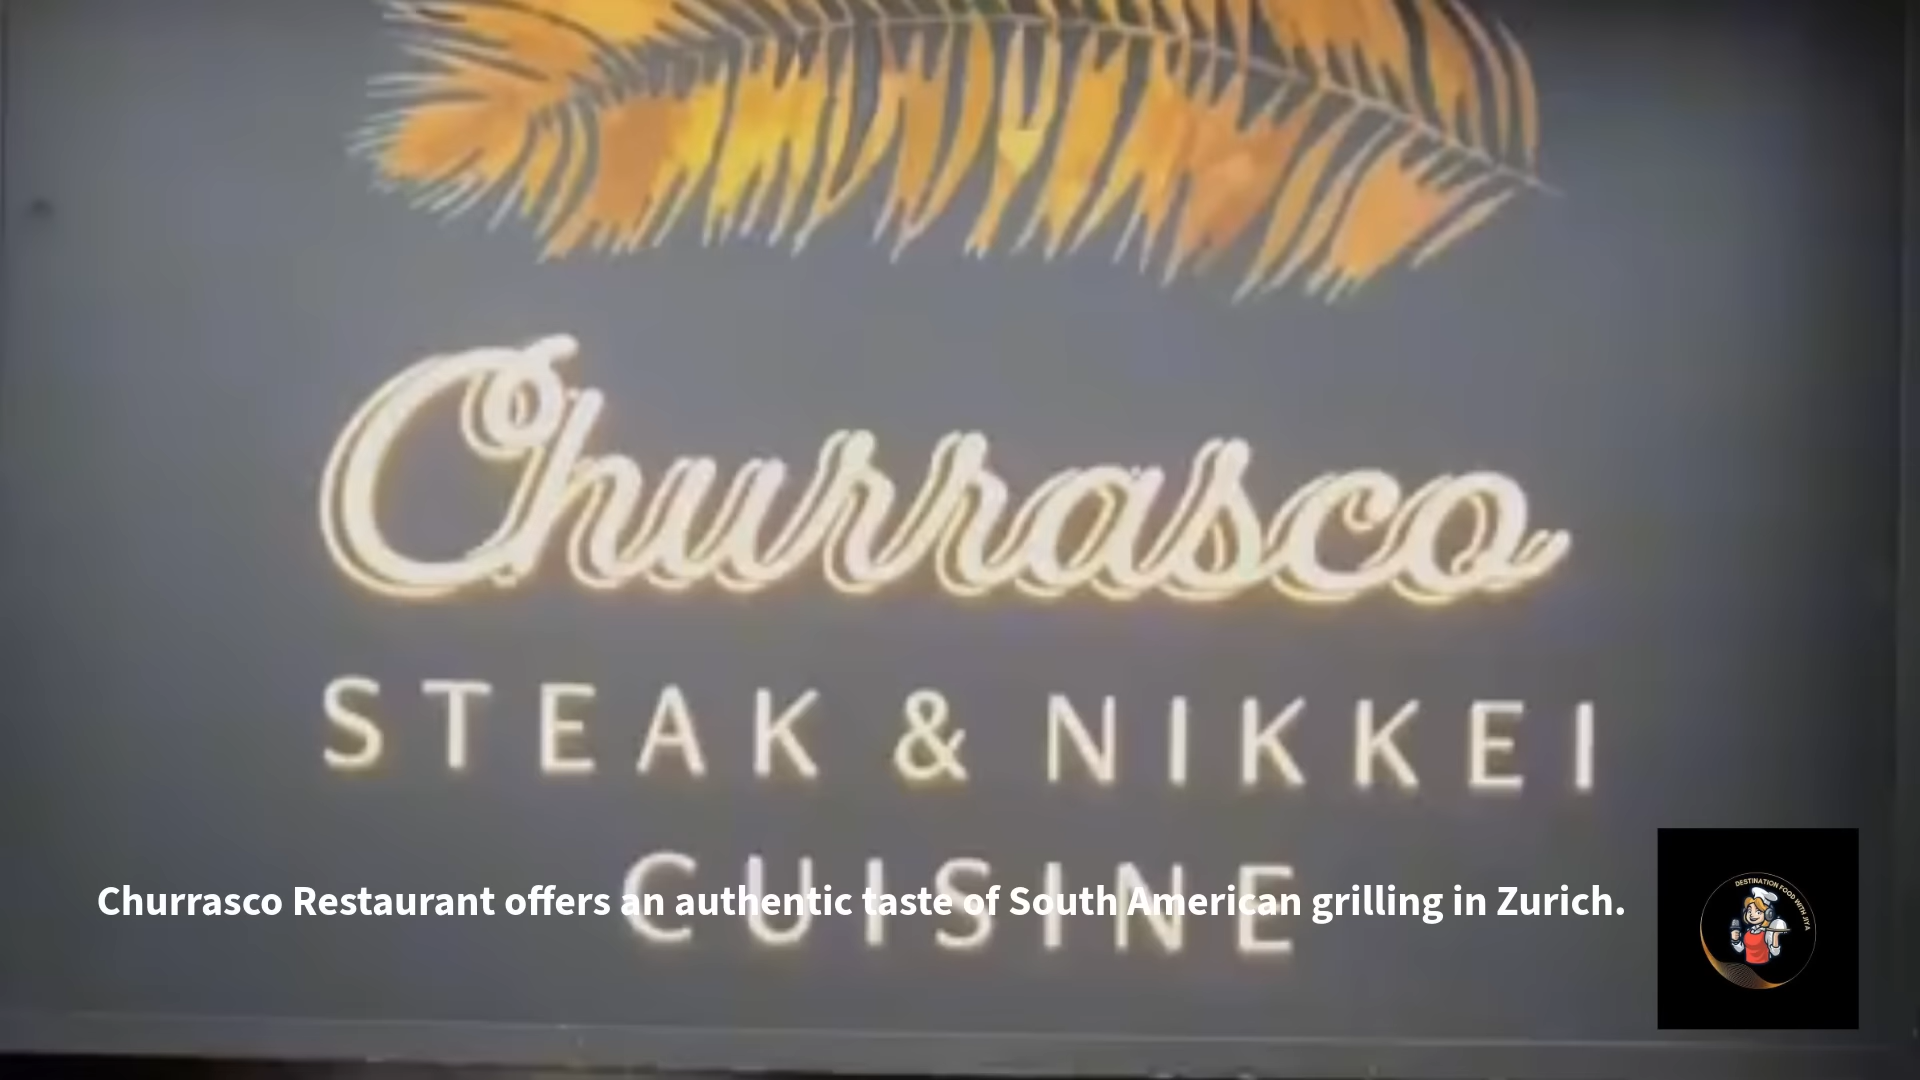 Churrasco
STEAK & NIKKEI
CUISINE
Churrasco Restaurant offers an authentic taste of South American grilling in Zurich.
DESTINATION FOOD WITH JIYA